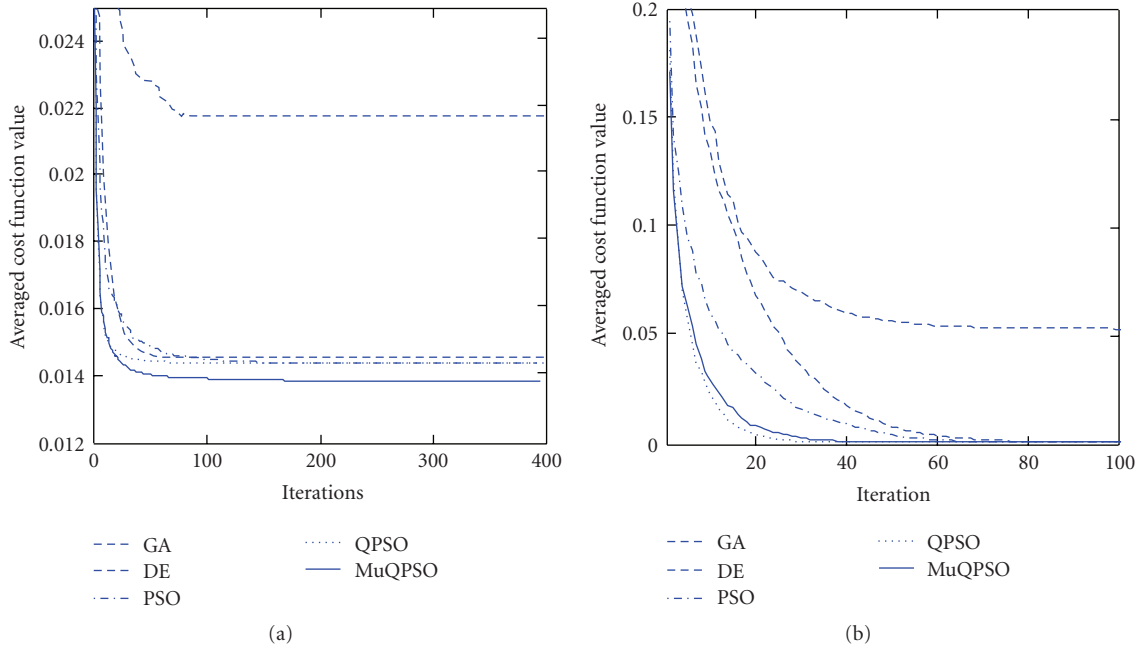 Averaged cost function value
0.024
0.022
0.02
0.018
0.016
0.014
0.012
0
100
200
300
400
Iterations
GA
DE
PSO
QPSO
MuQPSO
(a)
Averaged cost function value
0.2
0.15
0.1
0.05
0
20
40
60
80
100
Iteration
GA
DE
PSO
QPSO
MuQPSO
(b)